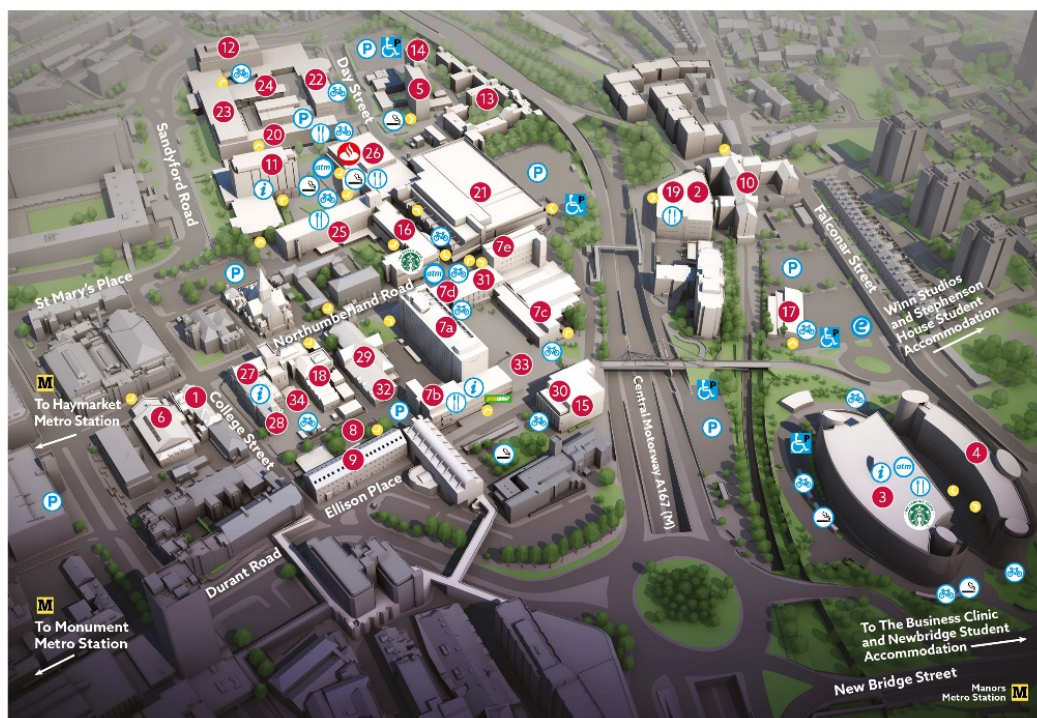 12
P
P
14
22
Day Street
5
24
13
23
20
P
26
Sandyford Road
11
atm
21
P
i
19
2
10
16
25
7e
Falconar Street
St Mary's Place
P
atm
31
7d
P
Winn Studios
and Stephenson
House Student
Accommodation
Northumberland Road
7c
17
7a
e
29
33
M
27
18
To Haymarket
Metro Station
1
i
34
32
7b
i
SUBWAY
30
15
Central Motorway A167 (M)
P
6
College Street
28
8
P
P
9
4
Ellison Place
i
atm
3
P
Durant Road
M
To Monument
Metro Station
To The Business Clinic
and Newbridge Student
Accommodation
New Bridge Street
Manors
Metro Station
M